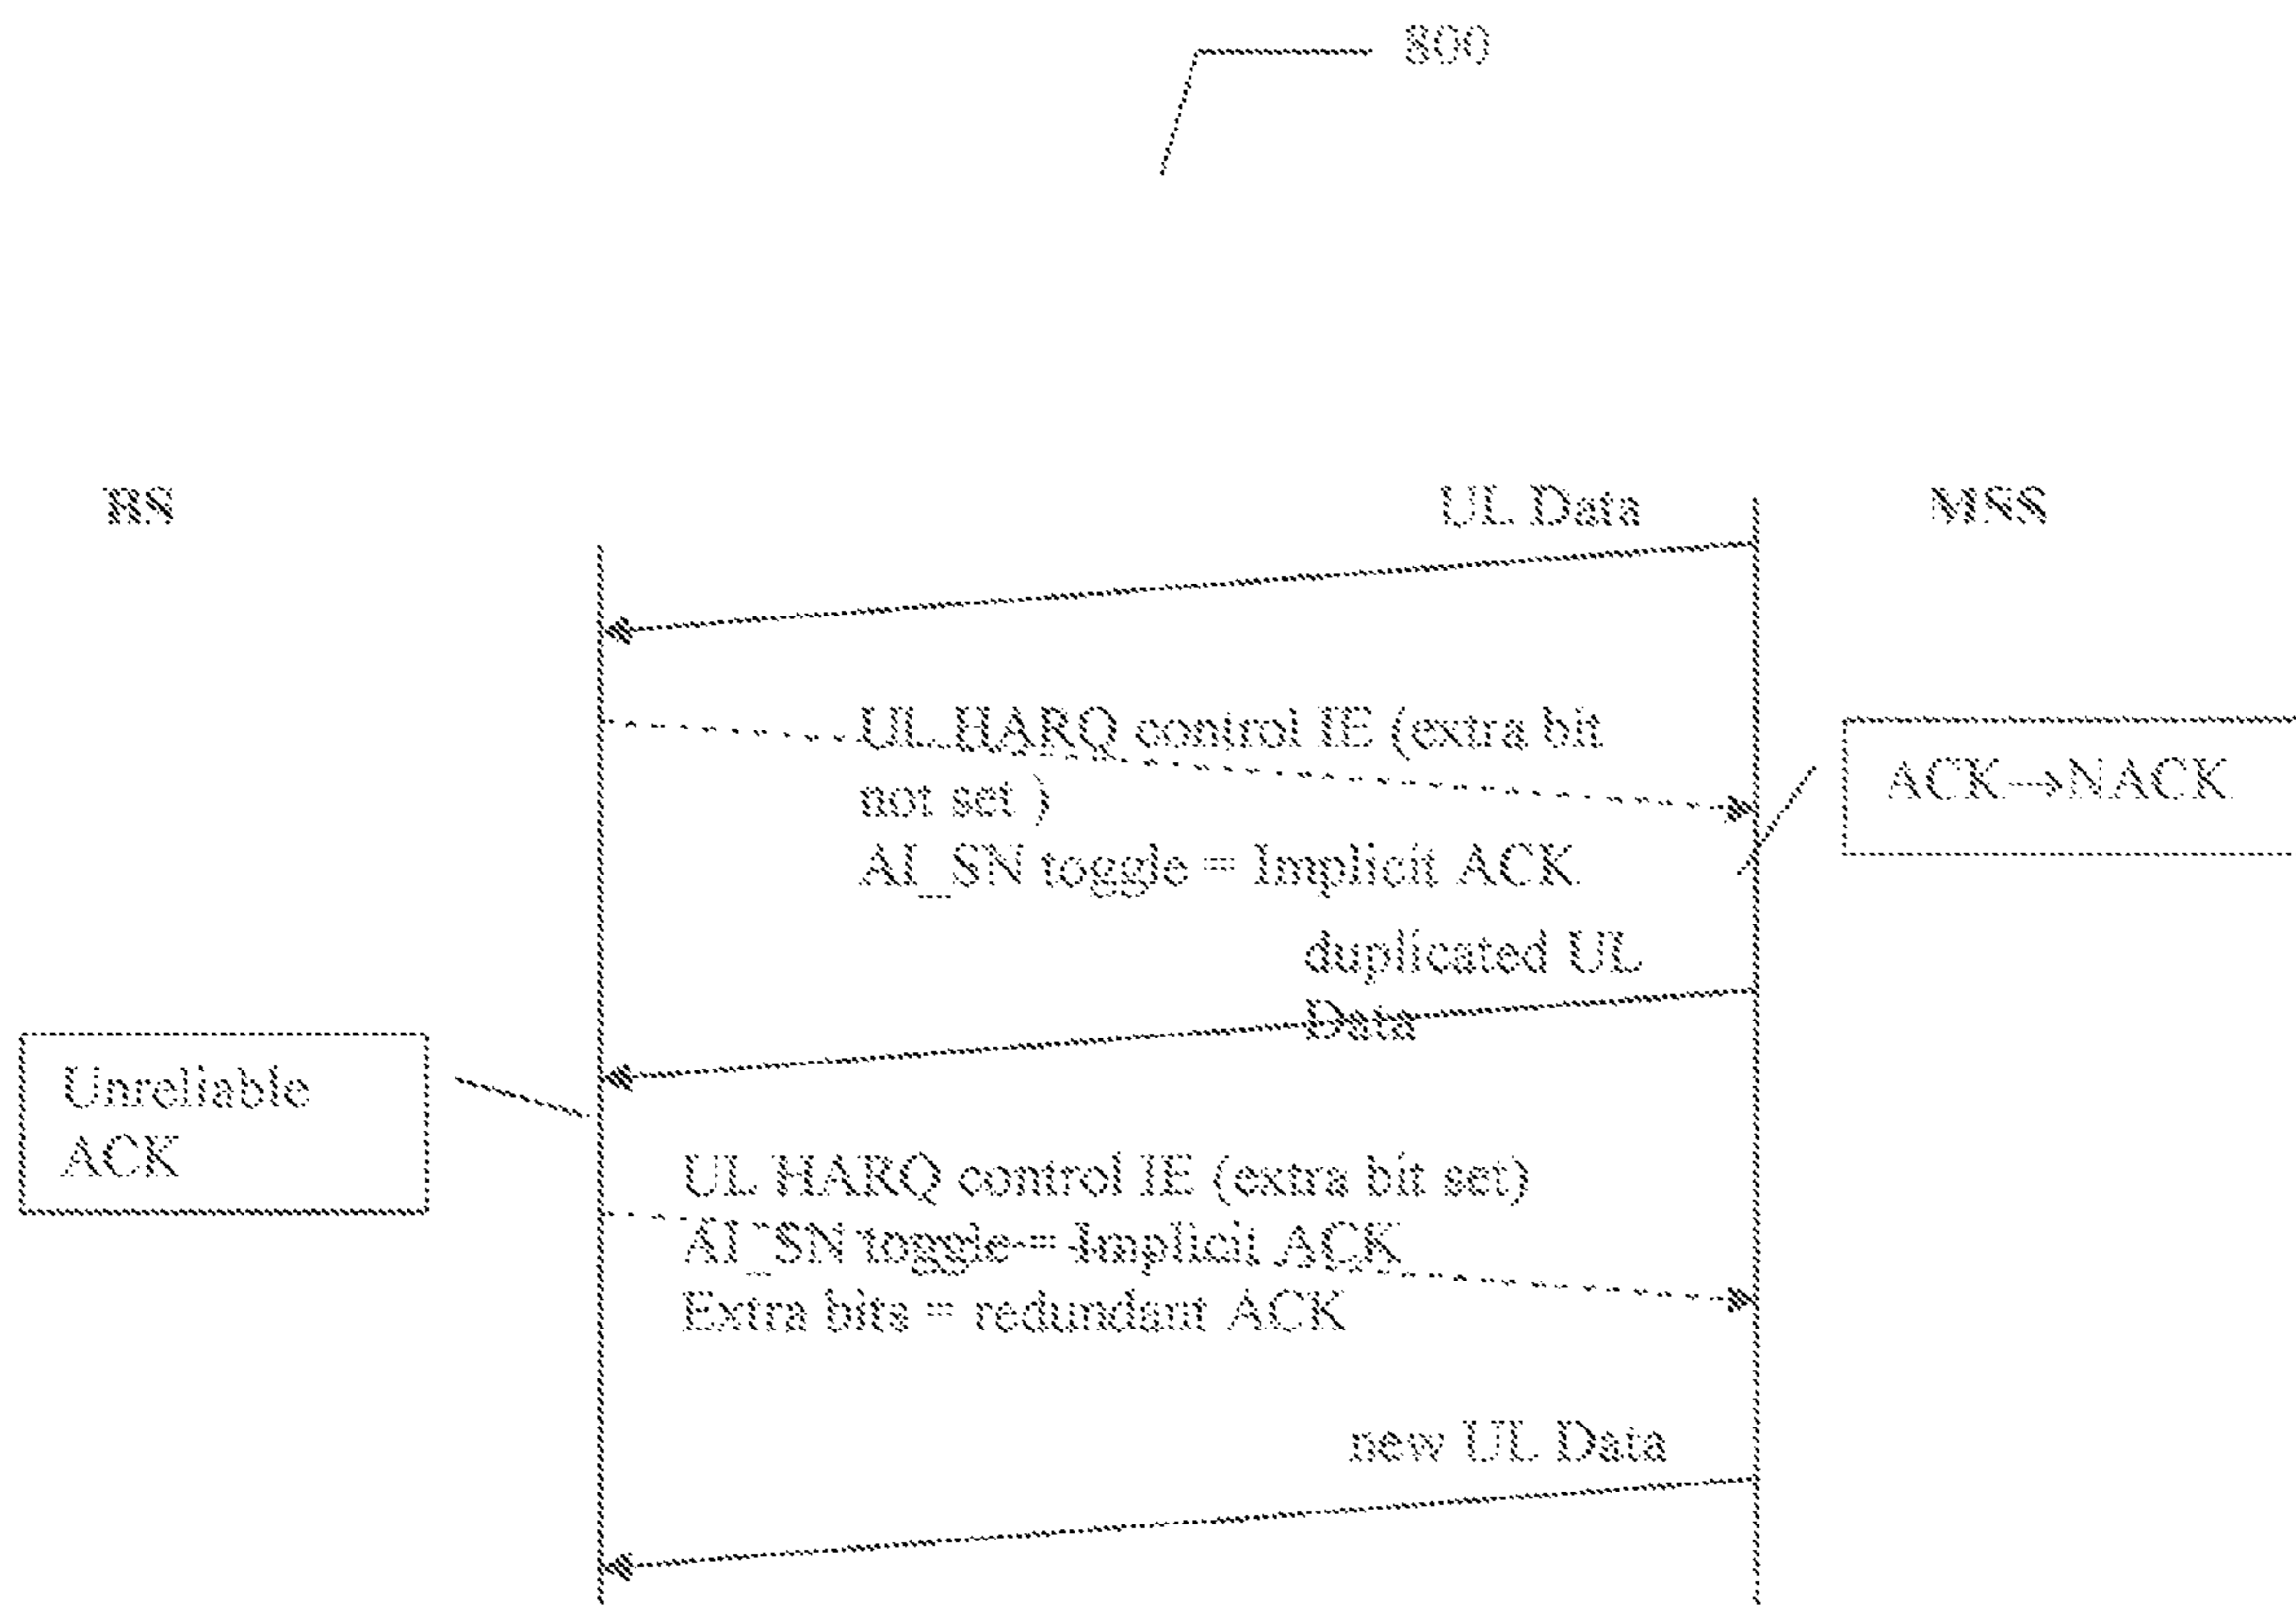 800
BS
UL Data
MSS
UL HARQ control IE (extra bit
not set )
AI_SN toggle = Implicit ACK
ACK→NACK
duplicated UL
Data
Unreliable
ACK
UL HARQ control IE (extra bit set)
AI_SN toggle = Implicit ACK
Extra bits = redundant ACK
new UL Data